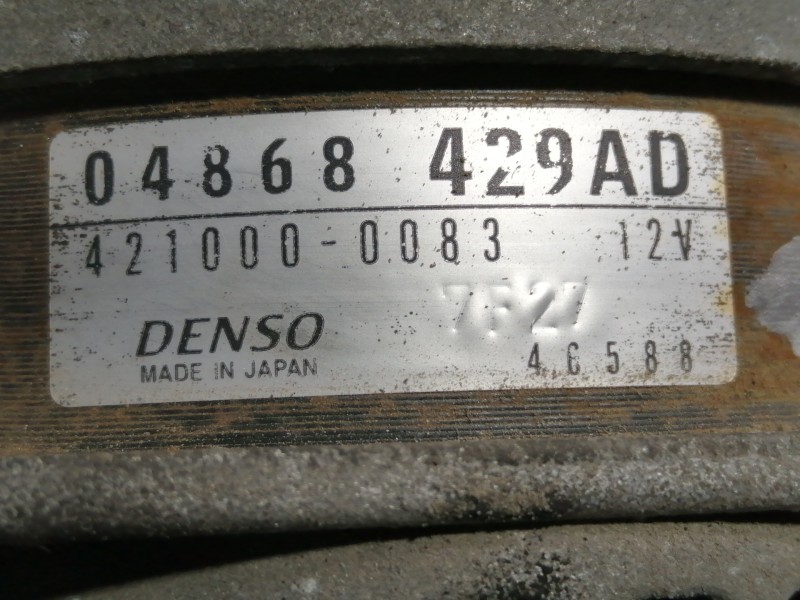 04868 429AD
421000-0083 12V
7F27
DENSO
MADE IN JAPAN
4C588